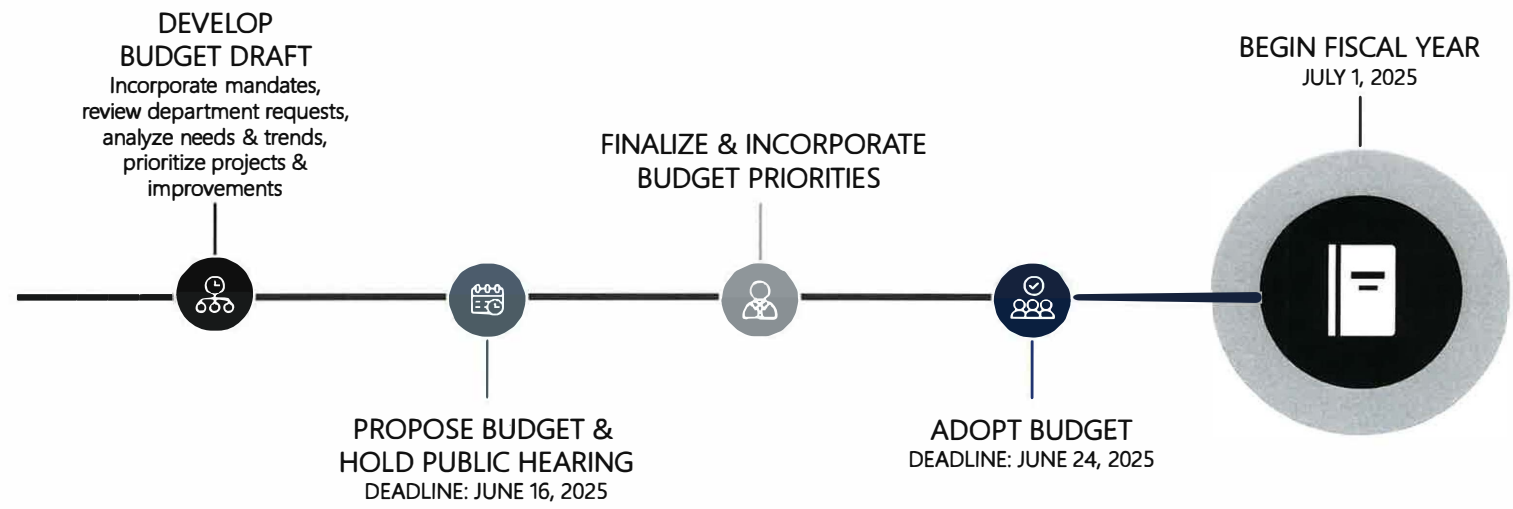 DEVELOP
BUDGET DRAFT
Incorporate mandates,
review department requests,
analyze needs & trends,
prioritize projects &
improvements
PROPOSE BUDGET &
HOLD PUBLIC HEARING
DEADLINE: JUNE 16, 2025
FINALIZE & INCORPORATE
BUDGET PRIORITIES
ADOPT BUDGET
DEADLINE: JUNE 24, 2025
BEGIN FISCAL YEAR
JULY 1, 2025